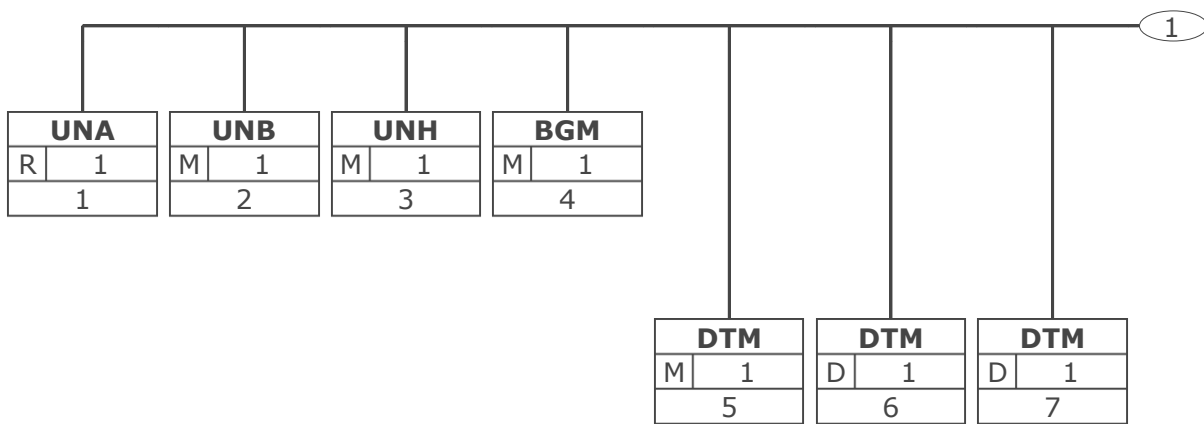 1
UNA UNB UNH BGM
R 1 M 1 M 1 M 1
1 2 3 4
DTM DTM DTM
M 1 D 1 D 1
5 6 7